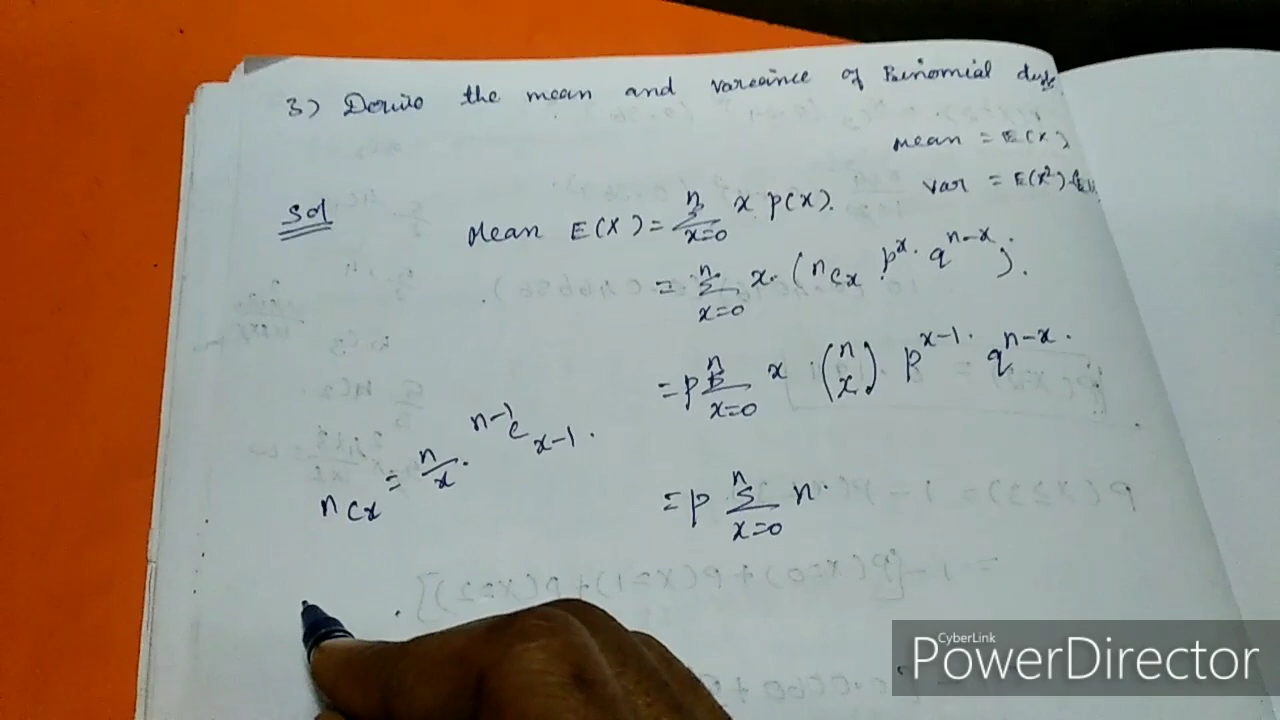 3) Derive the mean and variance of Binomial
mean = E(X)
var = E(X²)
Sol
Mean E(X) = Σ_{x=0}^{n} x p(x).
= Σ_{x=0}^{n} x. (nCx p^x. q^{n-x}).
= p Σ_{x=0}^{n} x (n x) p^{x-1}. q^{n-x}.
nCx = n/x. n-1C x-1.
= p Σ_{x=0}^{n} n.
CyberLink
PowerDirector